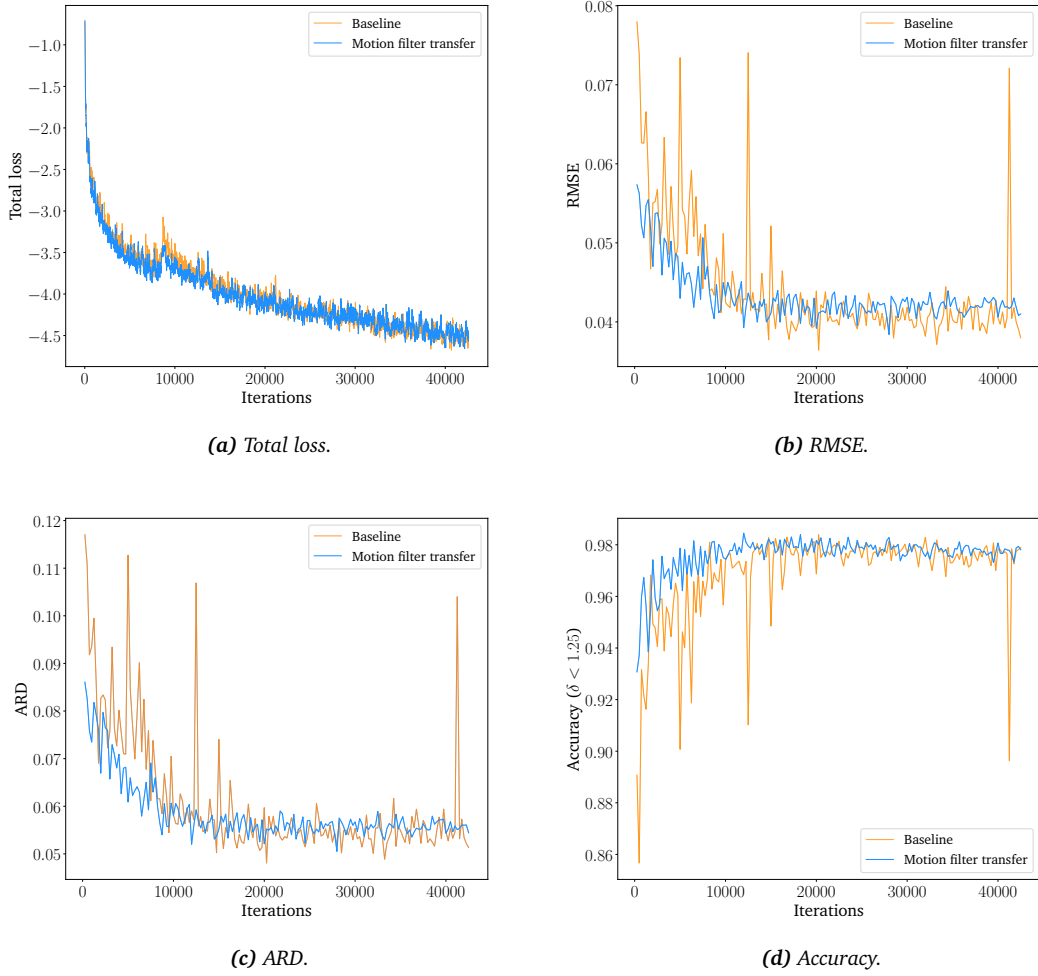 Baseline
Motion filter transfer
−1.0
−1.5
−2.0
−2.5
−3.0
−3.5
−4.0
−4.5
Total loss
0
10000
20000
30000
40000
Iterations
(a) Total loss.
Baseline
Motion filter transfer
0.08
0.07
0.06
0.05
0.04
RMSE
0
10000
20000
30000
40000
Iterations
(b) RMSE.
Baseline
Motion filter transfer
0.12
0.11
0.10
0.09
0.08
0.07
0.06
0.05
ARD
0
10000
20000
30000
40000
Iterations
(c) ARD.
0.98
0.96
0.94
0.92
0.90
0.88
0.86
Accuracy (δ < 1.25)
Baseline
Motion filter transfer
0
10000
20000
30000
40000
Iterations
(d) Accuracy.